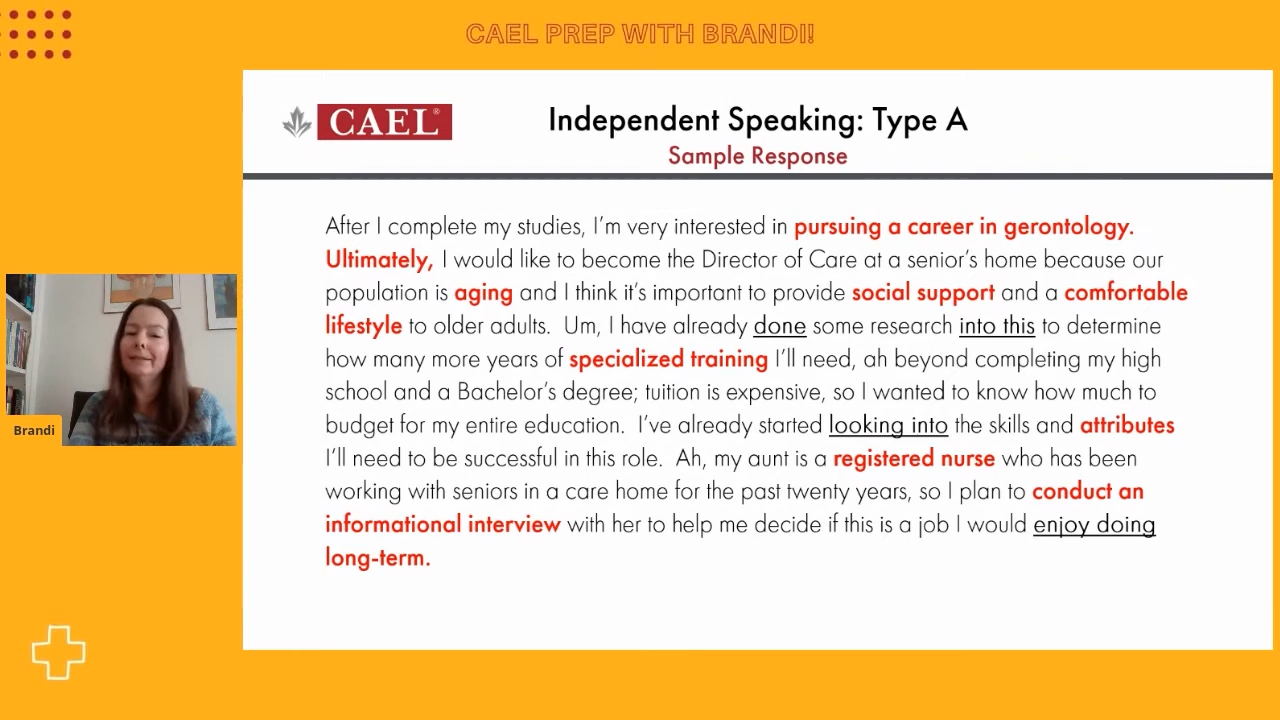 CAEL PREP WITH BRANDI!
CAEL®
Independent Speaking: Type A
Sample Response
After I complete my studies, I'm very interested in pursuing a career in gerontology.
Ultimately, I would like to become the Director of Care at a senior's home because our
population is aging and I think it's important to provide social support and a comfortable
lifestyle to older adults. Um, I have already done some research into this to determine
how many more years of specialized training I'll need, ah beyond completing my high
school and a Bachelor's degree; tuition is expensive, so I wanted to know how much to
budget for my entire education. I've already started looking into the skills and attributes
I'll need to be successful in this role. Ah, my aunt is a registered nurse who has been
working with seniors in a care home for the past twenty years, so I plan to conduct an
informational interview with her to help me decide if this is a job I would enjoy doing
long-term.
Brandi